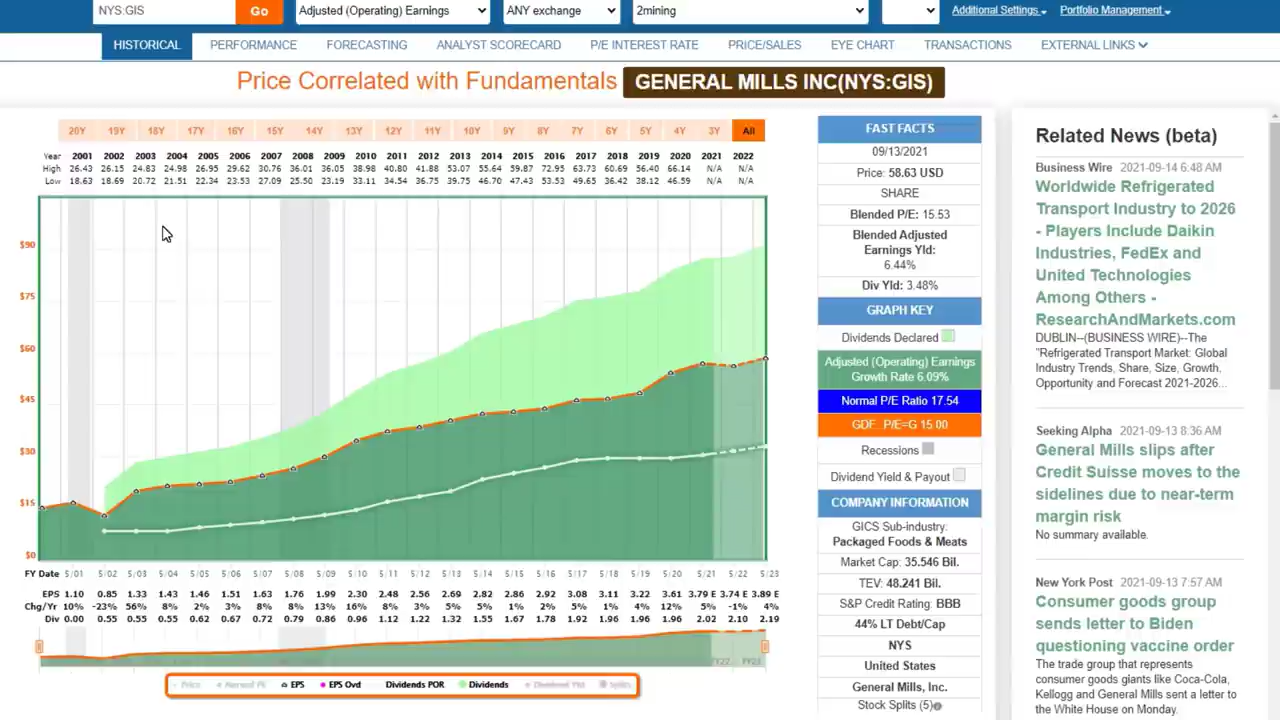 NYS:GIS Go Adjusted (Operating) Earnings ANY exchange 2mining Additional Settings Portfolio Management
HISTORICAL PERFORMANCE FORECASTING ANALYST SCORECARD P/E INTEREST RATE PRICE/SALES EYE CHART TRANSACTIONS EXTERNAL LINKS
Price Correlated with Fundamentals GENERAL MILLS INC(NYS:GIS)
20Y 19Y 18Y 17Y 16Y 15Y 14Y 13Y 12Y 11Y 10Y 9Y 8Y 7Y 6Y 5Y 4Y 3Y All
Year 2001 2002 2003 2004 2005 2006 2007 2008 2009 2010 2011 2012 2013 2014 2015 2016 2017 2018 2019 2020 2021 2022
High 26.43 26.15 24.83 24.98 26.95 29.62 30.76 36.01 36.05 38.98 40.80 41.88 53.07 55.64 59.87 72.95 63.73 60.69 56.40 66.14 N/A N/A
Low 18.63 18.69 20.72 21.51 22.34 23.53 27.09 25.50 23.19 33.11 34.54 36.75 39.75 46.70 47.43 53.53 49.65 36.42 38.12 46.59 N/A N/A
$90
$75
$60
$45
$30
$15
$0
FY Date 5/01 5/02 5/03 5/04 5/05 5/06 5/07 5/08 5/09 5/10 5/11 5/12 5/13 5/14 5/15 5/16 5/17 5/18 5/19 5/20 5/21 5/22 5/23
EPS 1.10 0.85 1.33 1.43 1.46 1.51 1.63 1.76 1.99 2.30 2.48 2.56 2.69 2.82 2.86 2.92 3.08 3.11 3.22 3.61 3.79 E 3.74 E 3.89 E
Chg/Yr 10% -23% 56% 8% 2% 3% 8% 8% 13% 16% 8% 3% 5% 5% 1% 2% 5% 1% 4% 12% 5% -1% 4%
Div 0.00 0.55 0.55 0.55 0.62 0.67 0.72 0.78 0.86 0.96 1.12 1.22 1.32 1.55 1.67 1.78 1.92 1.96 1.96 1.96 2.02 2.10 2.19
FY22 FY23
Price Normal PE EPS EPS Ovd Dividends POR Dividends Dividend Yld Splits
FAST FACTS
09/13/2021
Price: 58.63 USD
SHARE
Blended P/E: 15.53
Blended Adjusted
Earnings Yld:
6.44%
Div Yld: 3.48%
GRAPH KEY
Dividends Declared
Adjusted (Operating) Earnings
Growth Rate 6.09%
Normal P/E Ratio 17.54
GDF... P/E=G 15.00
Recessions
Dividend Yield & Payout
COMPANY INFORMATION
GICS Sub-industry:
Packaged Foods & Meats
Market Cap: 35.546 Bil.
TEV: 48.241 Bil.
S&P Credit Rating: BBB
44% LT Debt/Cap
NYS
United States
General Mills, Inc.
Stock Splits (5)
Related News (beta)
Business Wire 2021-09-14 6:48 AM
Worldwide Refrigerated
Transport Industry to 2026
- Players Include Daikin
Industries, FedEx and
United Technologies
Among Others -
ResearchAndMarkets.com
DUBLIN--(BUSINESS WIRE)--The
"Refrigerated Transport Market: Global
Industry Trends, Share, Size, Growth,
Opportunity and Forecast 2021-2026...
Seeking Alpha 2021-09-13 8:36 AM
General Mills slips after
Credit Suisse moves to the
sidelines due to near-term
margin risk
No summary available.
New York Post 2021-09-13 7:57 AM
Consumer goods group
sends letter to Biden
questioning vaccine order
The trade group that represents
consumer goods giants like Coca-Cola,
Kellogg and General Mills sent a letter to
the White House on Monday.